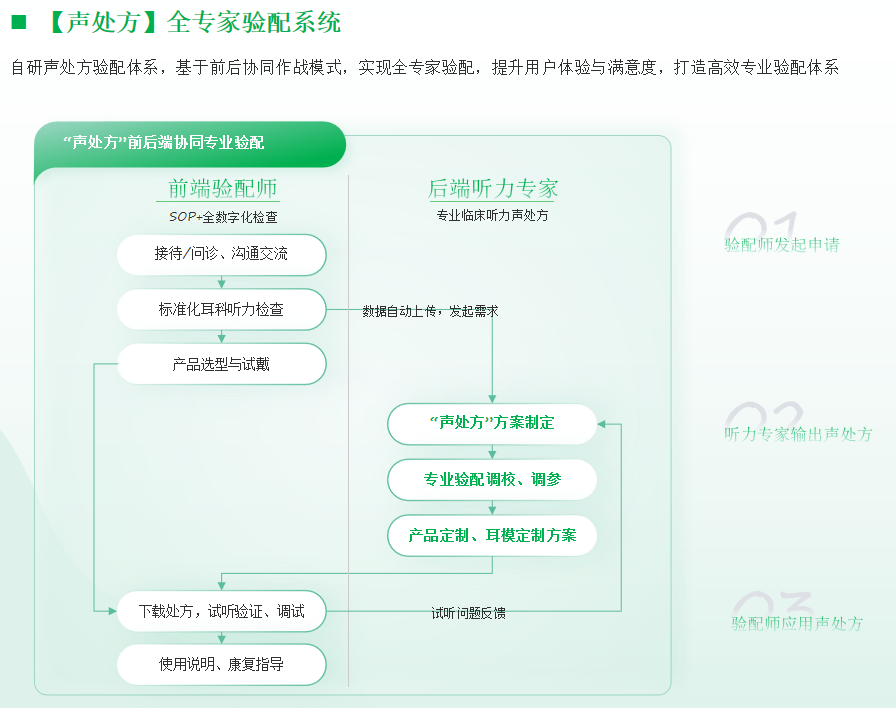 【声处方】全专家验配系统
自研声处方验配体系，基于前后协同作战模式，实现全专家验配，提升用户体验与满意度，打造高效专业验配体系
“声处方”前后端协同专业验配
前端验配师
SOP+全数字化检查
后端听力专家
专业临床听力声处方
接待/问诊、沟通交流
标准化耳科听力检查
数据自动上传，发起需求
产品选型与试戴
“声处方”方案制定
专业验配调校、调参
产品定制、耳模定制方案
下载处方，试听验证、调试
试听问题反馈
使用说明、康复指导
01
验配师发起申请
02
听力专家输出声处方
03
验配师应用声处方